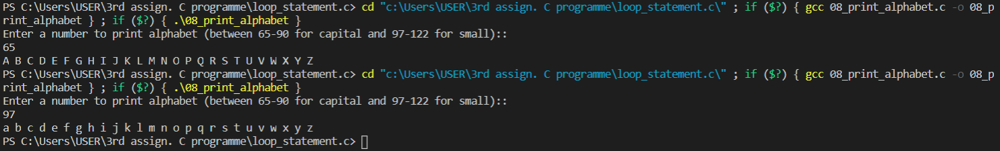 PS C:\Users\USER\3rd assign. C programme\loop_statement.c> cd "c:\Users\USER\3rd assign. C programme\loop_statement.c\" ; if ($?) { gcc 08_print_alphabet.c -o 08_p
rint_alphabet } ; if ($?) { .\08_print_alphabet }
Enter a number to print alphabet (between 65-90 for capital and 97-122 for small)::
65
A B C D E F G H I J K L M N O P Q R S T U V W X Y Z
PS C:\Users\USER\3rd assign. C programme\loop_statement.c> cd "c:\Users\USER\3rd assign. C programme\loop_statement.c\" ; if ($?) { gcc 08_print_alphabet.c -o 08_p
rint_alphabet } ; if ($?) { .\08_print_alphabet }
Enter a number to print alphabet (between 65-90 for capital and 97-122 for small)::
97
a b c d e f g h i j k l m n o p q r s t u v w x y z
PS C:\Users\USER\3rd assign. C programme\loop_statement.c>